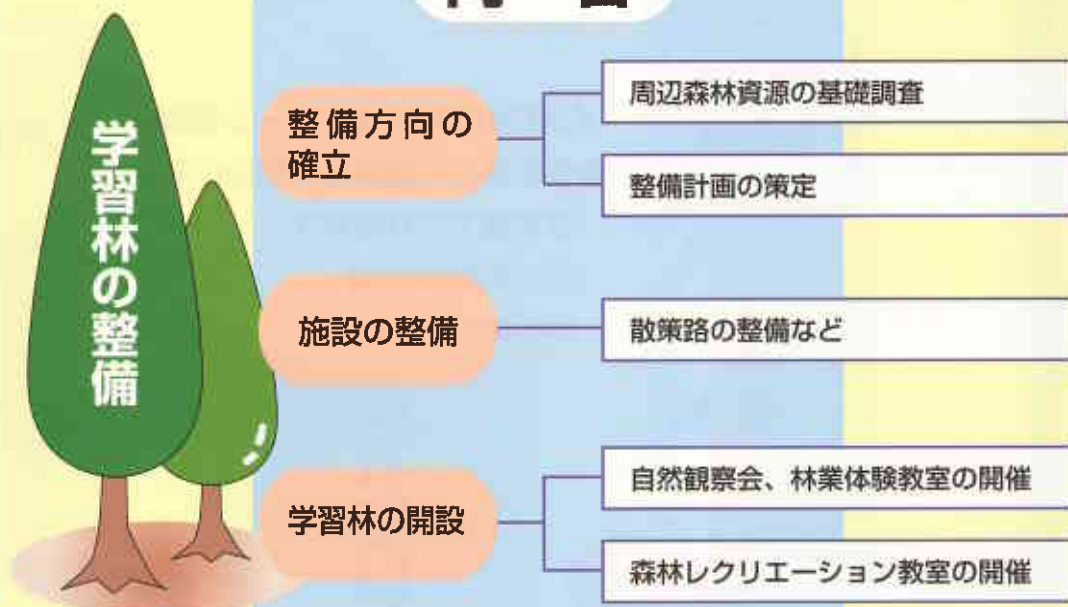 学習林の整備
整備方向の
確立
周辺森林資源の基礎調査
整備計画の策定
施設の整備
散策路の整備など
学習林の開設
自然観察会、林業体験教室の開催
森林レクリエーション教室の開催